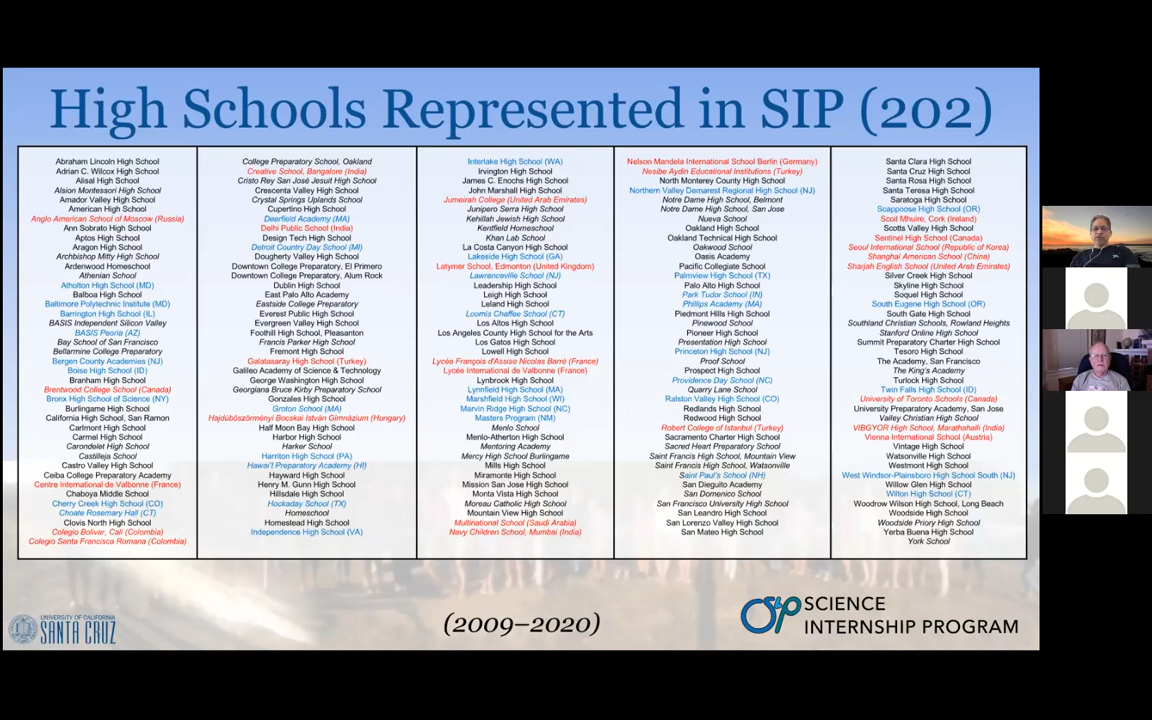 High Schools Represented in SIP (202)
Abraham Lincoln High School
Adrian C. Wilcox High School
Alisal High School
Alsion Montessori High School
Amador Valley High School
American High School
Anglo American School of Moscow (Russia)
Ann Sobrato High School
Aptos High School
Aragon High School
Archbishop Mitty High School
Ardenwood Homeschool
Athenian School
Atholton High School (MD)
Balboa High School
Baltimore Polytechnic Institute (MD)
Barrington High School (IL)
BASIS Independent Silicon Valley
BASIS Peoria (AZ)
Bay School of San Francisco
Bellarmine College Preparatory
Bergen County Academies (NJ)
Boise High School (ID)
Branham High School
Brentwood College School (Canada)
Bronx High School of Science (NY)
Burlingame High School
California High School, San Ramon
Carlmont High School
Carmel High School
Carondelet High School
Castilleja School
Castro Valley High School
Ceiba College Preparatory Academy
Centre International de Valbonne (France)
Chaboya Middle School
Cherry Creek High School (CO)
Choate Rosemary Hall (CT)
Clovis North High School
Colegio Bolivar, Cali (Colombia)
Colegio Santa Francisca Romana (Colombia)
College Preparatory School, Oakland
Creative School, Bangalore (India)
Cristo Rey San José Jesuit High School
Crescenta Valley High School
Crystal Springs Uplands School
Cupertino High School
Deerfield Academy (MA)
Delhi Public School (India)
Design Tech High School
Detroit Country Day School (MI)
Dougherty Valley High School
Downtown College Preparatory, El Primero
Downtown College Preparatory, Alum Rock
Dublin High School
East Palo Alto Academy
Eastside College Preparatory
Everest Public High School
Evergreen Valley High School
Foothill High School, Pleasanton
Francis Parker High School
Fremont High School
Galatasaray High School (Turkey)
Galileo Academy of Science & Technology
George Washington High School
Georgiana Bruce Kirby Preparatory School
Gonzales High School
Groton School (MA)
Hajdúböszörményi Bocskai István Gimnázium (Hungary)
Half Moon Bay High School
Harbor High School
Harker School
Harriton High School (PA)
Hawai'i Preparatory Academy (HI)
Hayward High School
Henry M. Gunn High School
Hillsdale High School
Hockaday School (TX)
Homeschool
Homestead High School
Independence High School (VA)
Interlake High School (WA)
Irvington High School
James C. Enochs High School
John Marshall High School
Jumeirah College (United Arab Emirates)
Junipero Serra High School
Kehillah Jewish High School
Kentfield Homeschool
Khan Lab School
La Costa Canyon High School
Lakeside High School (GA)
Latymer School, Edmonton (United Kingdom)
Lawrenceville School (NJ)
Leadership High School
Leigh High School
Leland High School
Loomis Chaffee School (CT)
Los Altos High School
Los Angeles County High School for the Arts
Los Gatos High School
Lowell High School
Lycée François d'Assise Nicolas Barré (France)
Lycée International de Valbonne (France)
Lynbrook High School
Lynnfield High School (MA)
Marshfield High School (WI)
Marvin Ridge High School (NC)
Masters Program (NM)
Menlo School
Menlo-Atherton High School
Mentoring Academy
Mercy High School Burlingame
Mills High School
Miramonte High School
Mission San Jose High School
Monta Vista High School
Moreau Catholic High School
Mountain View High School
Multinational School (Saudi Arabia)
Navy Children School, Mumbai (India)
Nelson Mandela International School Berlin (Germany)
Nesibe Aydin Educational Institutions (Turkey)
North Monterey County High School
Northern Valley Demarest Regional High School (NJ)
Notre Dame High School, Belmont
Notre Dame High School, San Jose
Nueva School
Oakland High School
Oakland Technical High School
Oakwood School
Oasis Academy
Pacific Collegiate School
Palmview High School (TX)
Palo Alto High School
Park Tudor School (IN)
Phillips Academy (MA)
Piedmont Hills High School
Pinewood School
Pioneer High School
Presentation High School
Princeton High School (NJ)
Proof School
Prospect High School
Providence Day School (NC)
Quarry Lane School
Ralston Valley High School (CO)
Redlands High School
Redwood High School
Robert College of Istanbul (Turkey)
Sacramento Charter High School
Sacred Heart Preparatory School
Saint Francis High School, Mountain View
Saint Francis High School, Watsonville
Saint Paul's School (NH)
San Dieguito Academy
San Domenico School
San Francisco University High School
San Leandro High School
San Lorenzo Valley High School
San Mateo High School
Santa Clara High School
Santa Cruz High School
Santa Rosa High School
Santa Teresa High School
Saratoga High School
Scappoose High School (OR)
Scoil Mhuire, Cork (Ireland)
Scotts Valley High School
Sentinel High School (Canada)
Seoul International School (Republic of Korea)
Shanghai American School (China)
Sharjah English School (United Arab Emirates)
Silver Creek High School
Skyline High School
Soquel High School
South Eugene High School (OR)
South Gate High School
Southland Christian Schools, Rowland Heights
Stanford Online High School
Summit Preparatory Charter High School
Tesoro High School
The Academy, San Francisco
The King's Academy
Turlock High School
Twin Falls High School (ID)
University of Toronto Schools (Canada)
University Preparatory Academy, San Jose
Valley Christian High School
VIBGYOR High School, Marathahalli (India)
Vienna International School (Austria)
Vintage High School
Watsonville High School
Westmont High School
West Windsor-Plainsboro High School South (NJ)
Willow Glen High School
Wilton High School (CT)
Woodrow Wilson High School, Long Beach
Woodside High School
Woodside Priory High School
Yerba Buena High School
York School
UNIVERSITY OF CALIFORNIA
SANTA CRUZ
(2009–2020)
SIP SCIENCE
INTERNSHIP PROGRAM